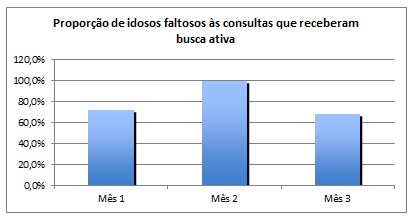 Proporção de idosos faltosos às consultas que receberam
busca ativa
120,0%
100,0%
80,0%
60,0%
40,0%
20,0%
0,0%
Mês 1 Mês 2 Mês 3